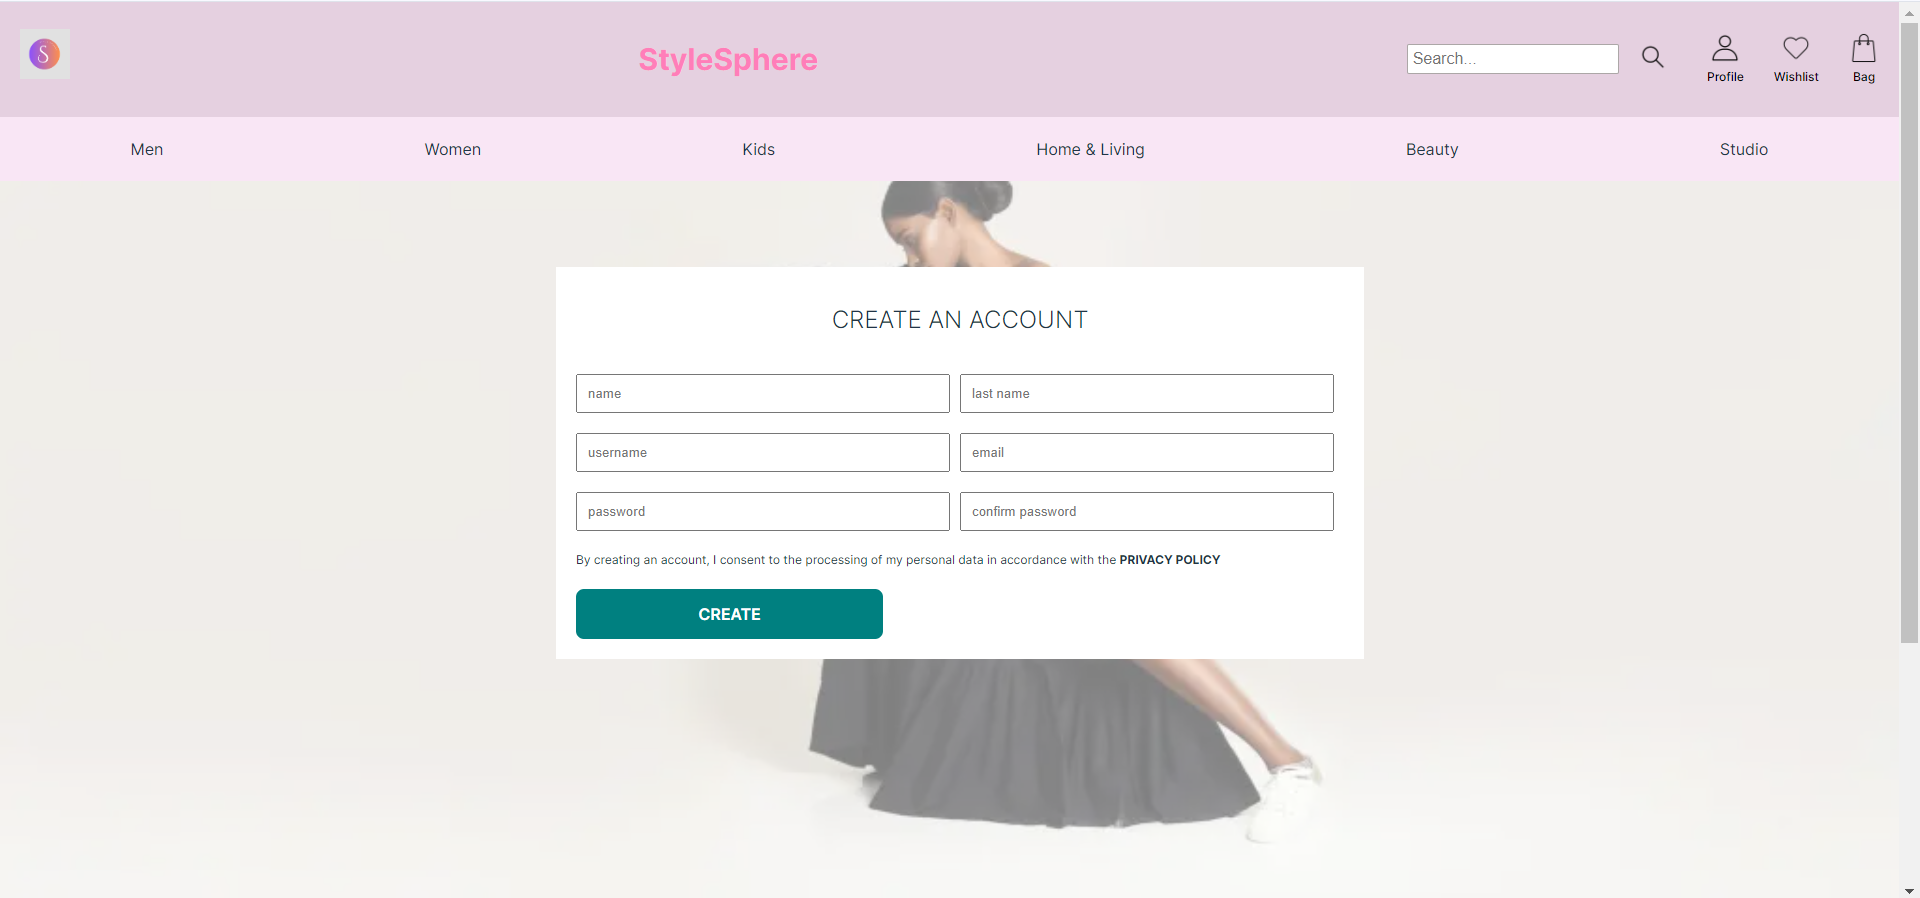 S
StyleSphere
Search...
Profile
Wishlist
Bag
Men
Women
Kids
Home & Living
Beauty
Studio
CREATE AN ACCOUNT
name
last name
username
email
password
confirm password
By creating an account, I consent to the processing of my personal data in accordance with the PRIVACY POLICY
CREATE